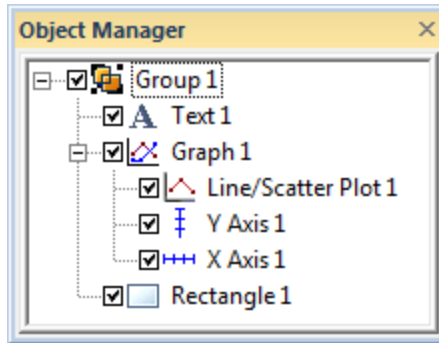 Object Manager
Group 1
Text 1
Graph 1
Line/Scatter Plot 1
Y Axis 1
X Axis 1
Rectangle 1